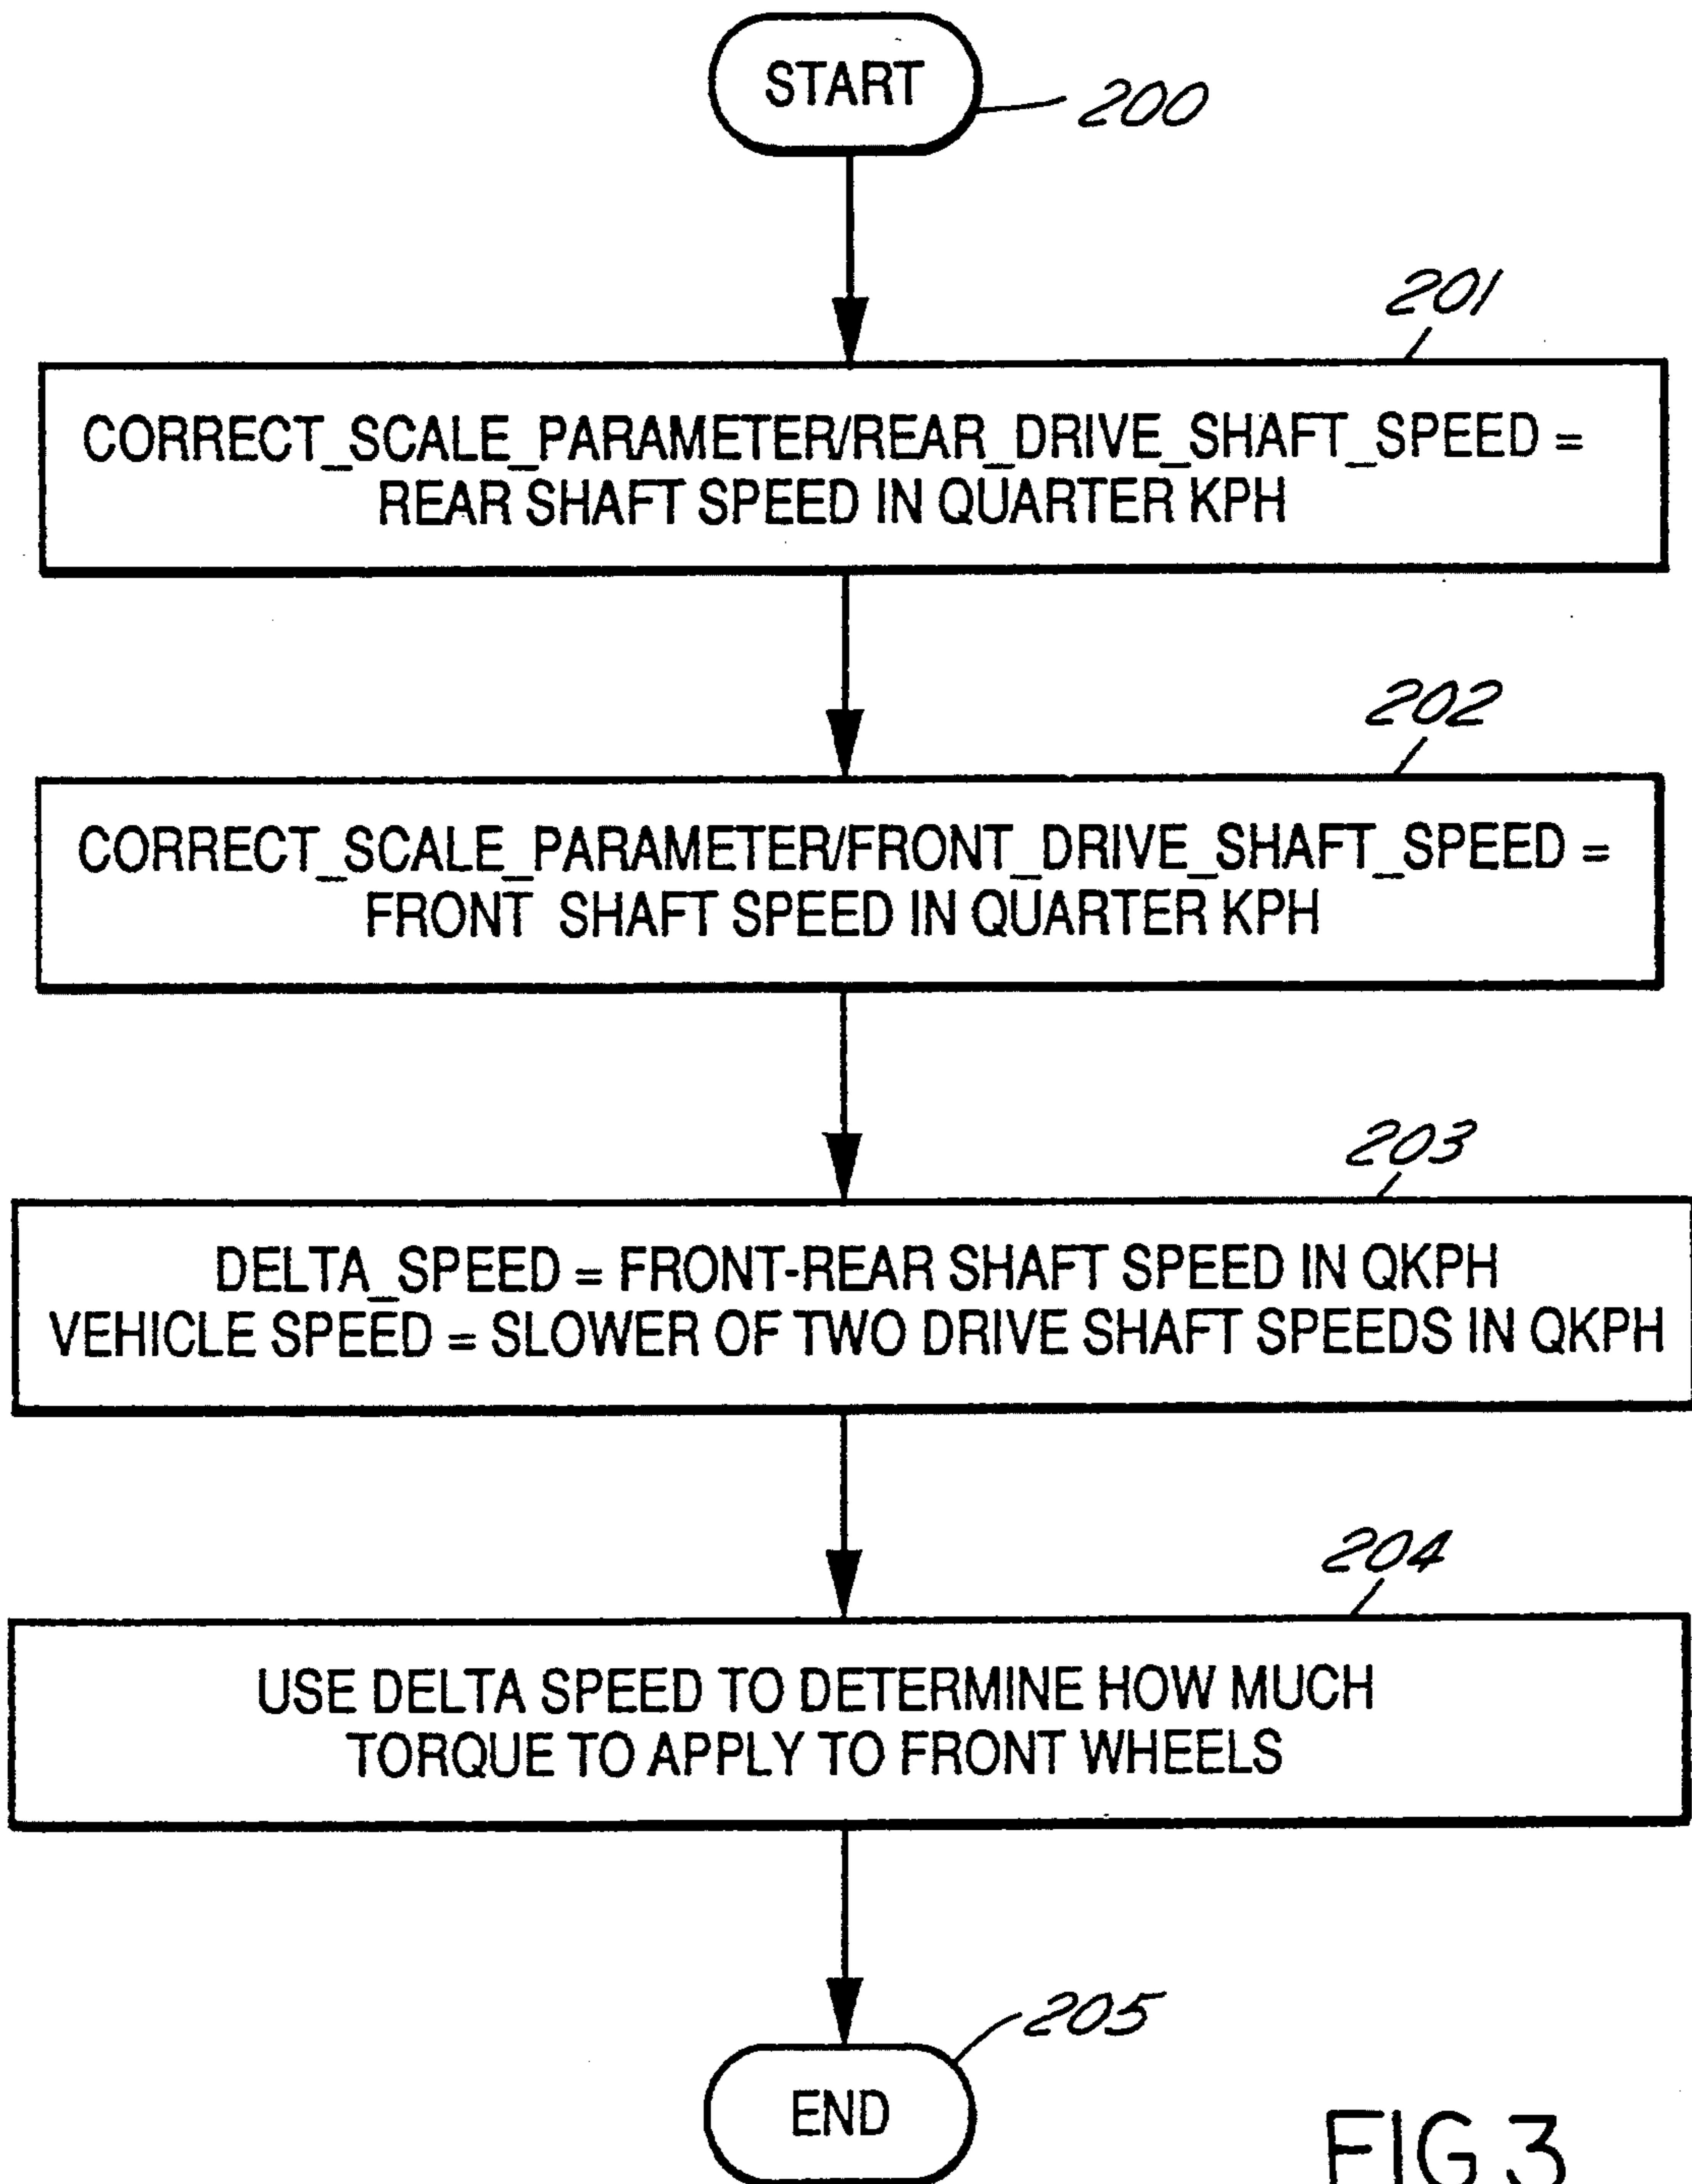 START
200
201
CORRECT_SCALE_PARAMETER/REAR_DRIVE_SHAFT_SPEED =
REAR SHAFT SPEED IN QUARTER KPH
202
CORRECT_SCALE_PARAMETER/FRONT_DRIVE_SHAFT_SPEED =
FRONT SHAFT SPEED IN QUARTER KPH
203
DELTA_SPEED = FRONT-REAR SHAFT SPEED IN QKPH
VEHICLE SPEED = SLOWER OF TWO DRIVE SHAFT SPEEDS IN QKPH
204
USE DELTA SPEED TO DETERMINE HOW MUCH
TORQUE TO APPLY TO FRONT WHEELS
205
END
FIG.3